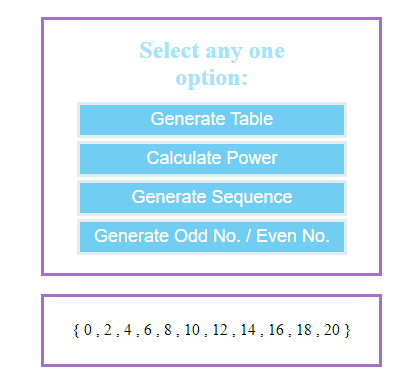 Select any one
option:
Generate Table
Calculate Power
Generate Sequence
Generate Odd No. / Even No.
{ 0 , 2 , 4 , 6 , 8 , 10 , 12 , 14 , 16 , 18 , 20 }